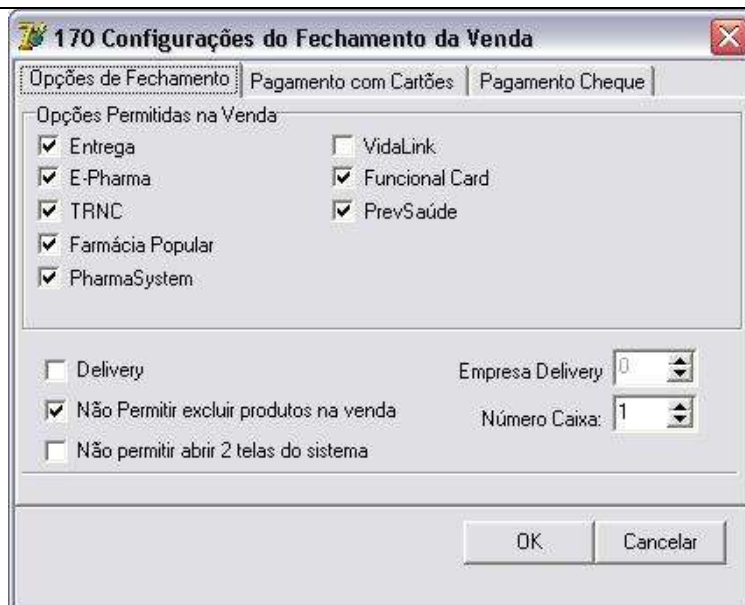 170 Configurações do Fechamento da Venda
Opções de Fechamento Pagamento com Cartões Pagamento Cheque
Opções Permitidas na Venda
Entrega VidaLink
E-Pharma Funcional Card
TRNC PrevSaúde
Farmácia Popular
PharmaSystem
Delivery Empresa Delivery 0
Não Permitir excluir produtos na venda Número Caixa: 1
Não permitir abrir 2 telas do sistema
OK Cancelar